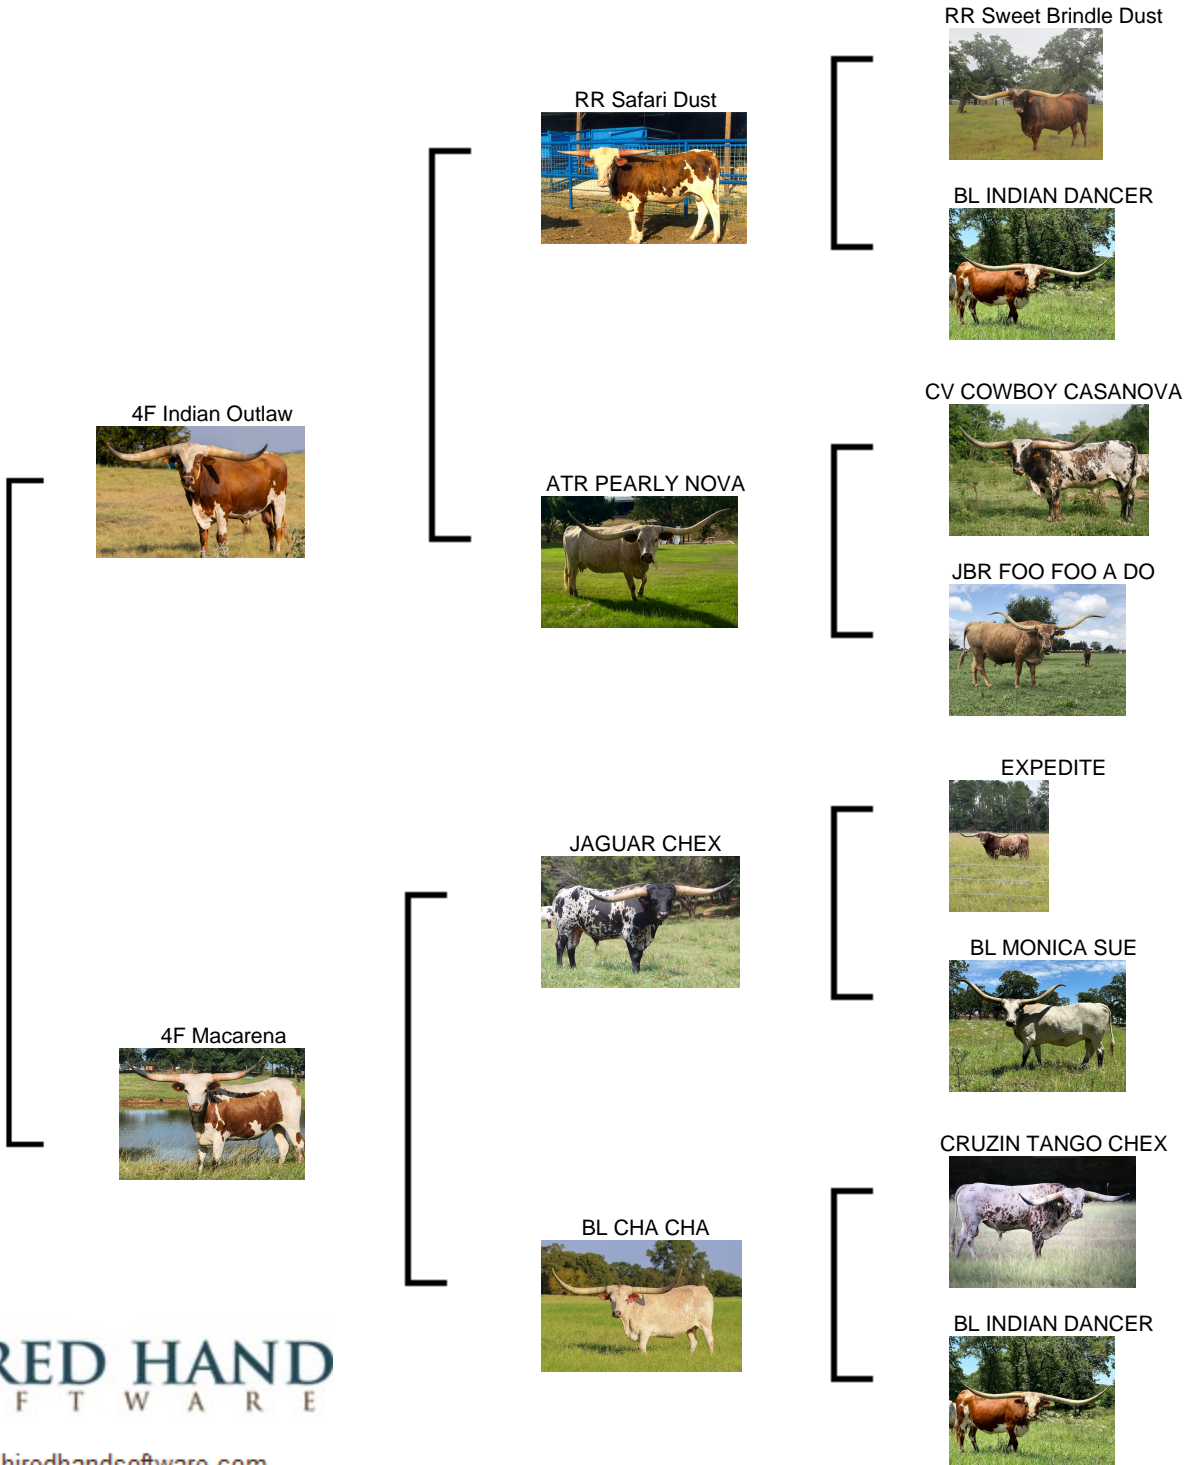 RR Sweet Brindle Dust
RR Safari Dust
BL INDIAN DANCER
4F Indian Outlaw
CV COWBOY CASANOVA
ATR PEARLY NOVA
JBR FOO FOO A DO
EXPEDITE
JAGUAR CHEX
BL MONICA SUE
4F Macarena
CRUZIN TANGO CHEX
BL CHA CHA
BL INDIAN DANCER
RED HAND
F T W A R E
hiredhandsoftware.com